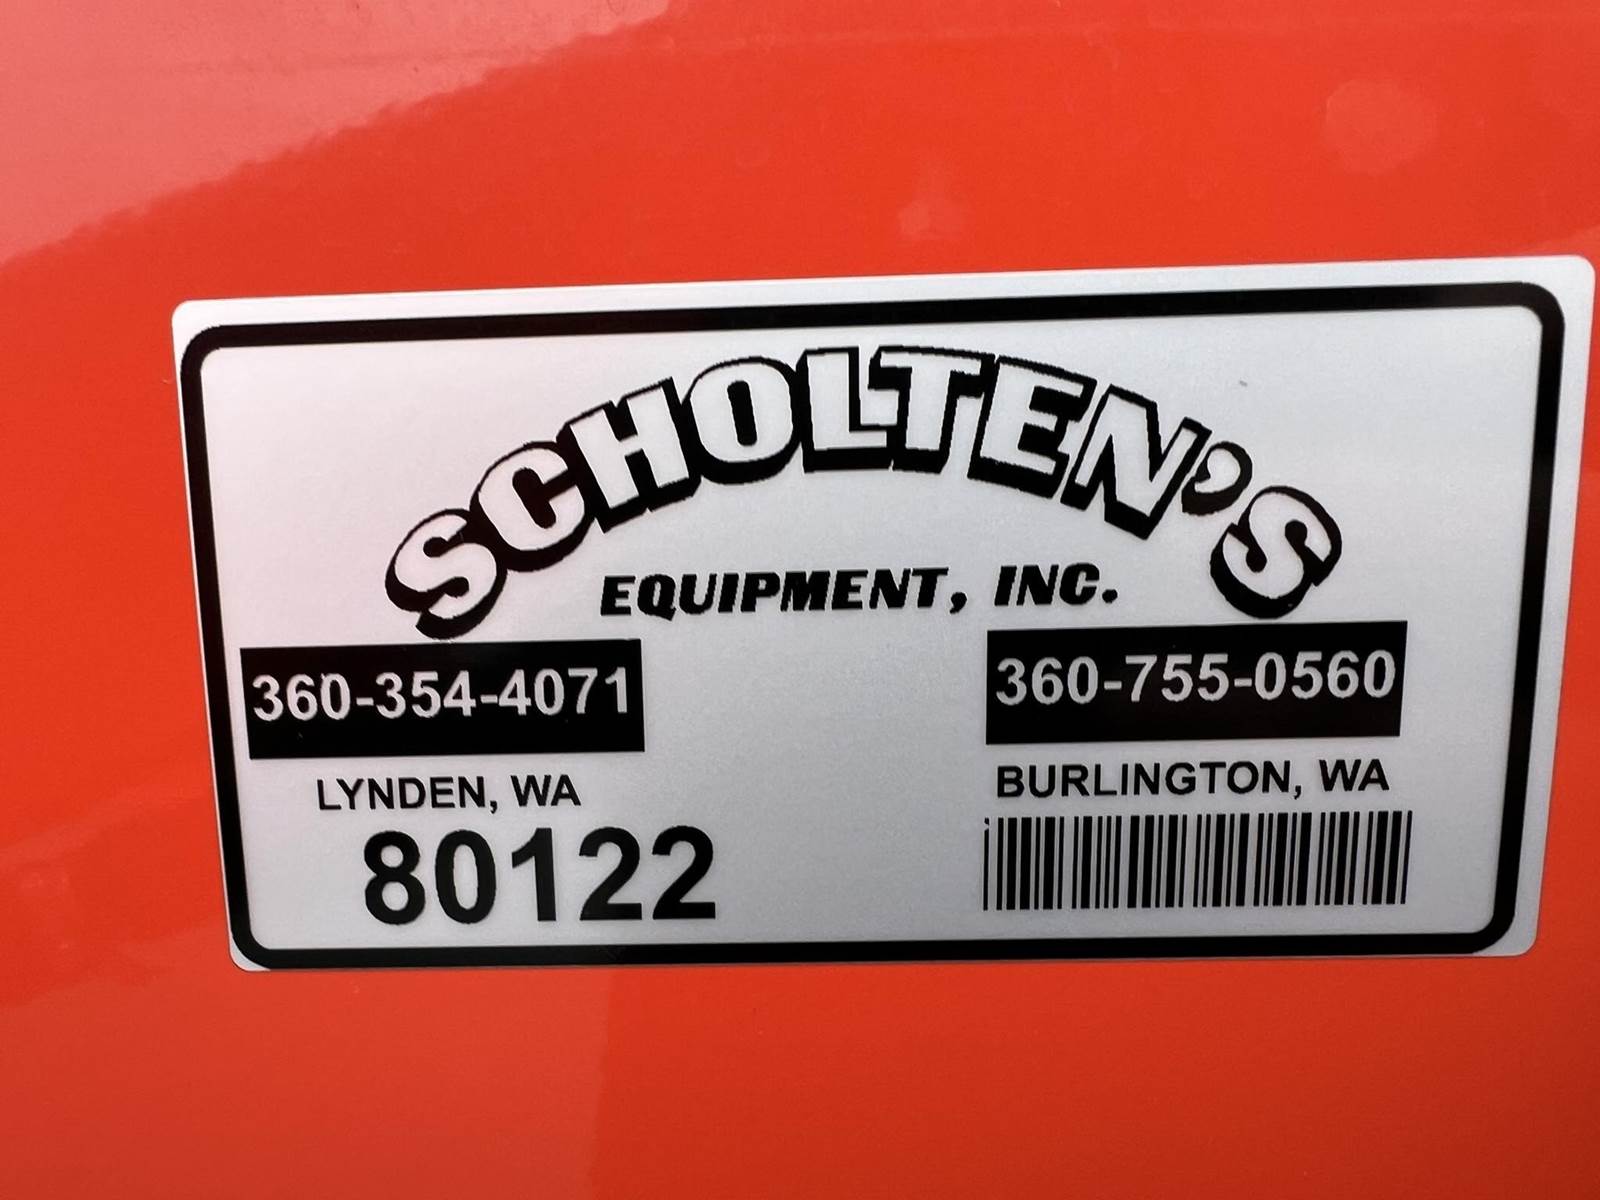 SCHOLTEN'S
EQUIPMENT, INC.
360-354-4071
LYNDEN, WA
80122
360-755-0560
BURLINGTON, WA